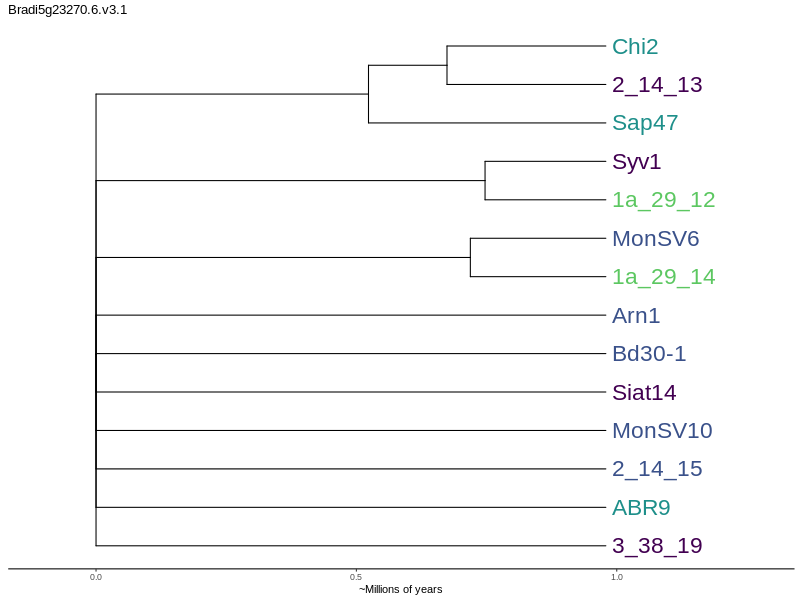 Bradi5g23270.6.v3.1
Chi2
2_14_13
Sap47
Syv1
1a_29_12
MonSV6
1a_29_14
Arn1
Bd30-1
Siat14
MonSV10
2_14_15
ABR9
3_38_19
0.0 0.5 1.0
~Millions of years